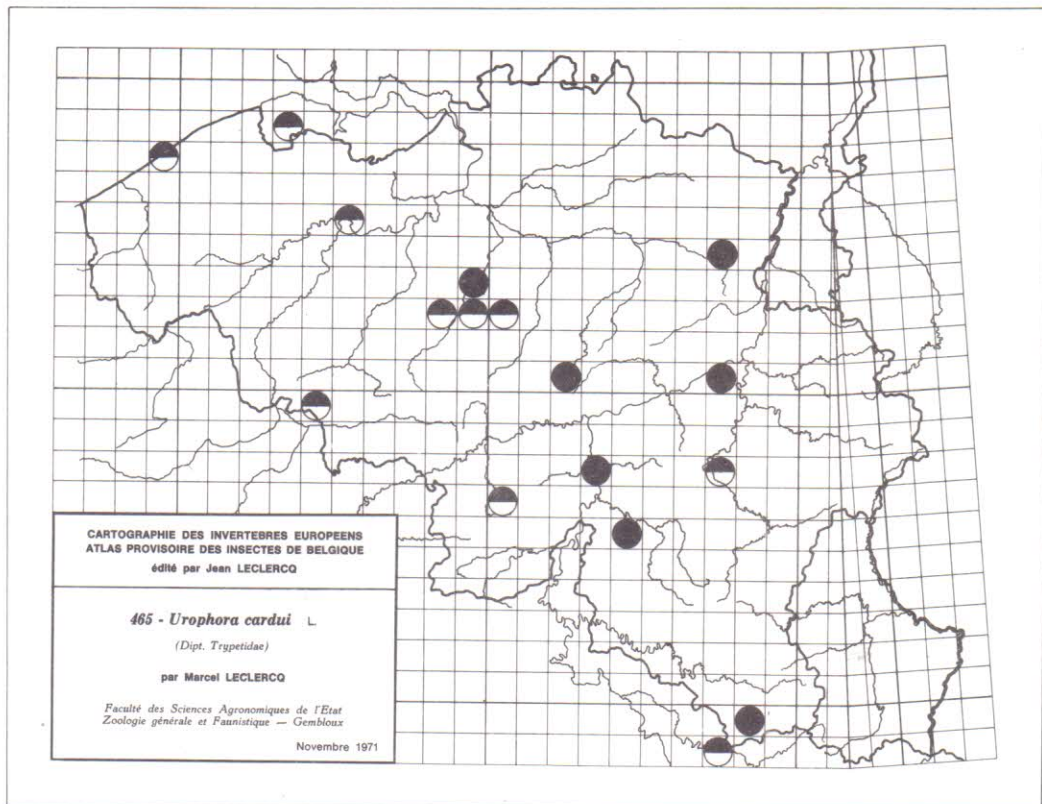 CARTOGRAPHIE DES INVERTEBRES EUROPEENS
ATLAS PROVISOIRE DES INSECTES DE BELGIQUE
édité par Jean LECLERCQ
465 - Urophora cardui L.
(Dipt. Trypetidae)
par Marcel LECLERCQ
Faculté des Sciences Agronomiques de l'Etat
Zoologie générale et Faunistique — Gembloux
Novembre 1971